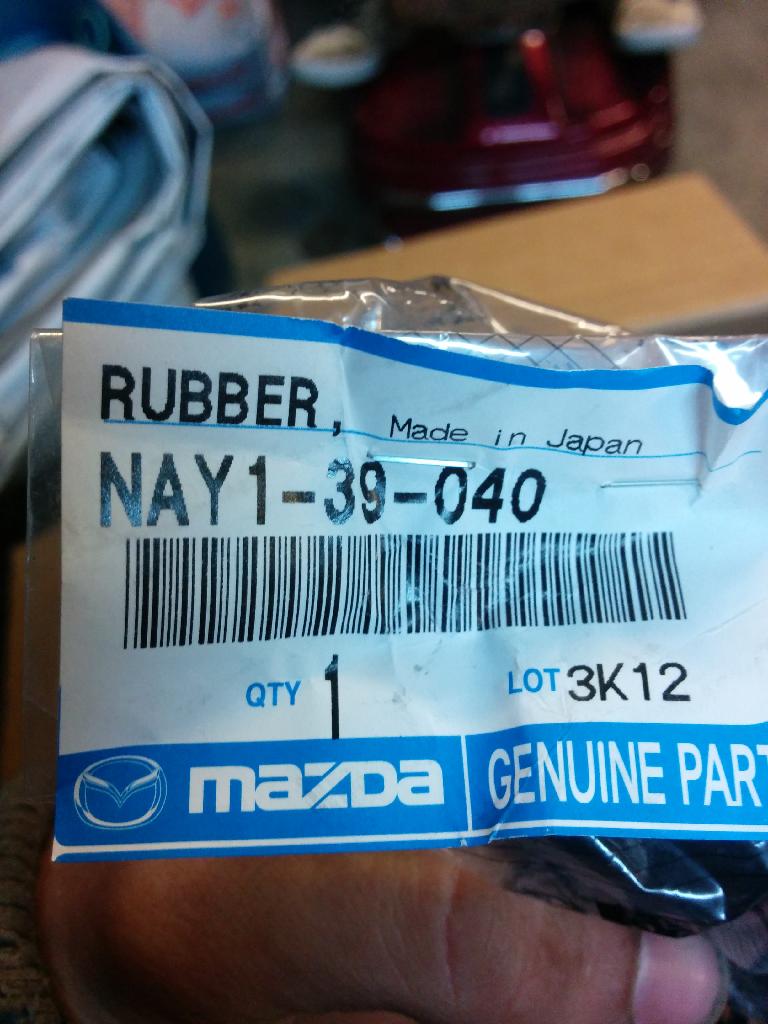 RUBBER,
Made in Japan
NAY1-39-040
QTY 1
LOT 3K12
mazda
GENUINE PART